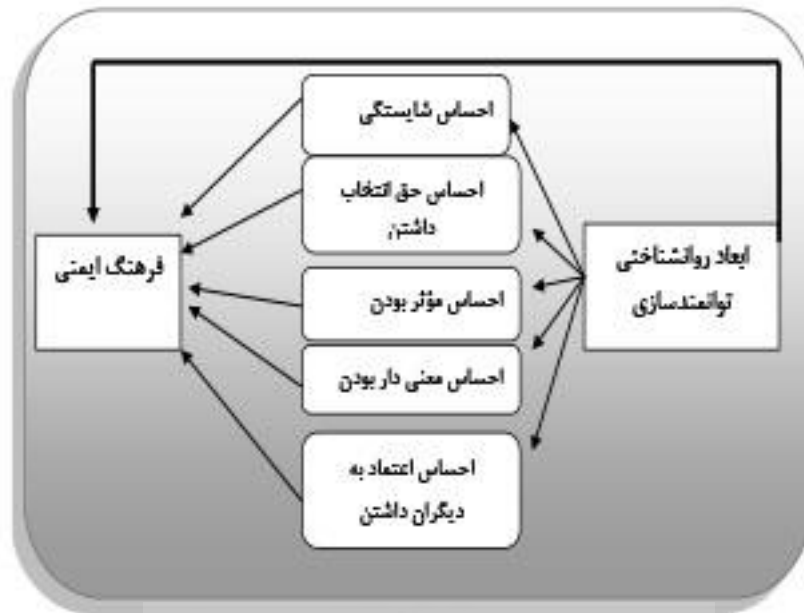 احساس شایستگی
احساس حق انتخاب
داشتن
ابعاد روانشناختی
توانمندسازی
فرهنگ ایمنی
احساس مؤثر بودن
احساس معنی دار بودن
احساس اعتماد به
دیگران داشتن